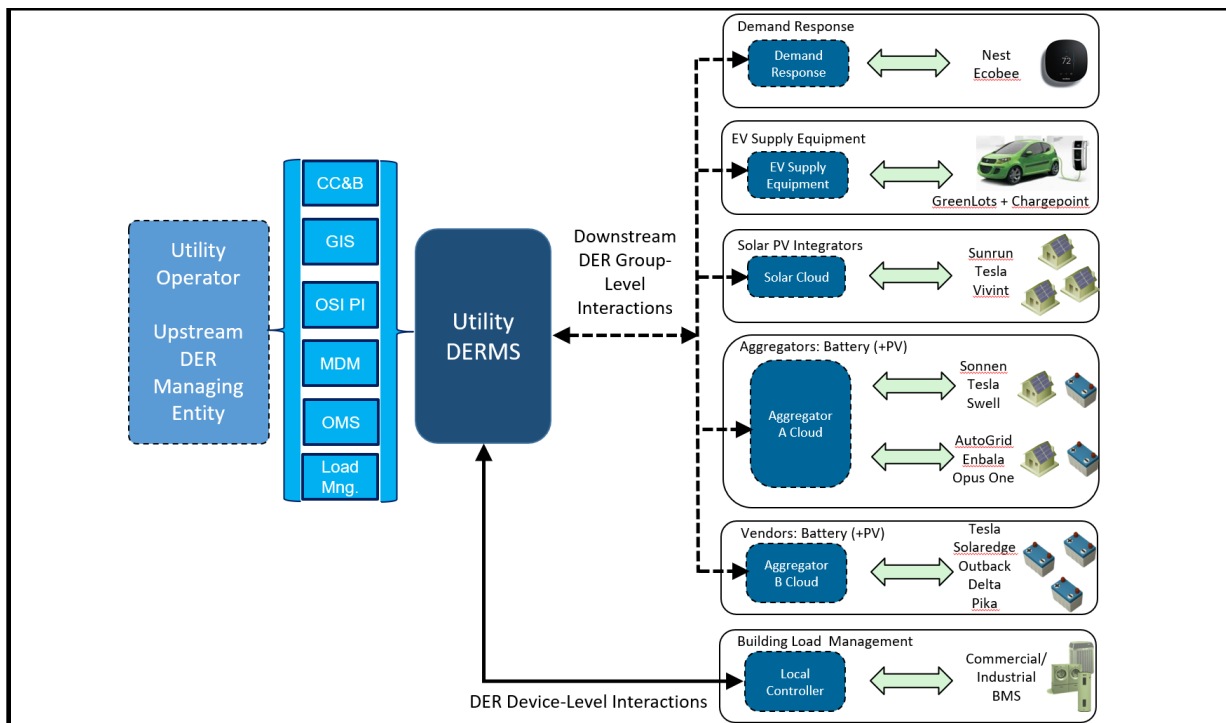 Utility
Operator
Upstream
DER
Managing
Entity
CC&B
GIS
OSI PI
MDM
OMS
Load
Mng.
Utility
DERMS
Downstream
DER Group-
Level
Interactions
DER Device-Level Interactions
Demand Response
Demand
Response
Nest
Ecobee
72
EV Supply Equipment
EV Supply
Equipment
GreenLots + Chargepoint
Solar PV Integrators
Solar Cloud
Sunrun
Tesla
Vivint
Aggregators: Battery (+PV)
Aggregator
A Cloud
Sonnen
Tesla
Swell
AutoGrid
Enbala
Opus One
Vendors: Battery (+PV)
Aggregator
B Cloud
Tesla
Solaredge
Outback
Delta
Pika
Building Load Management
Local
Controller
Commercial/
Industrial
BMS